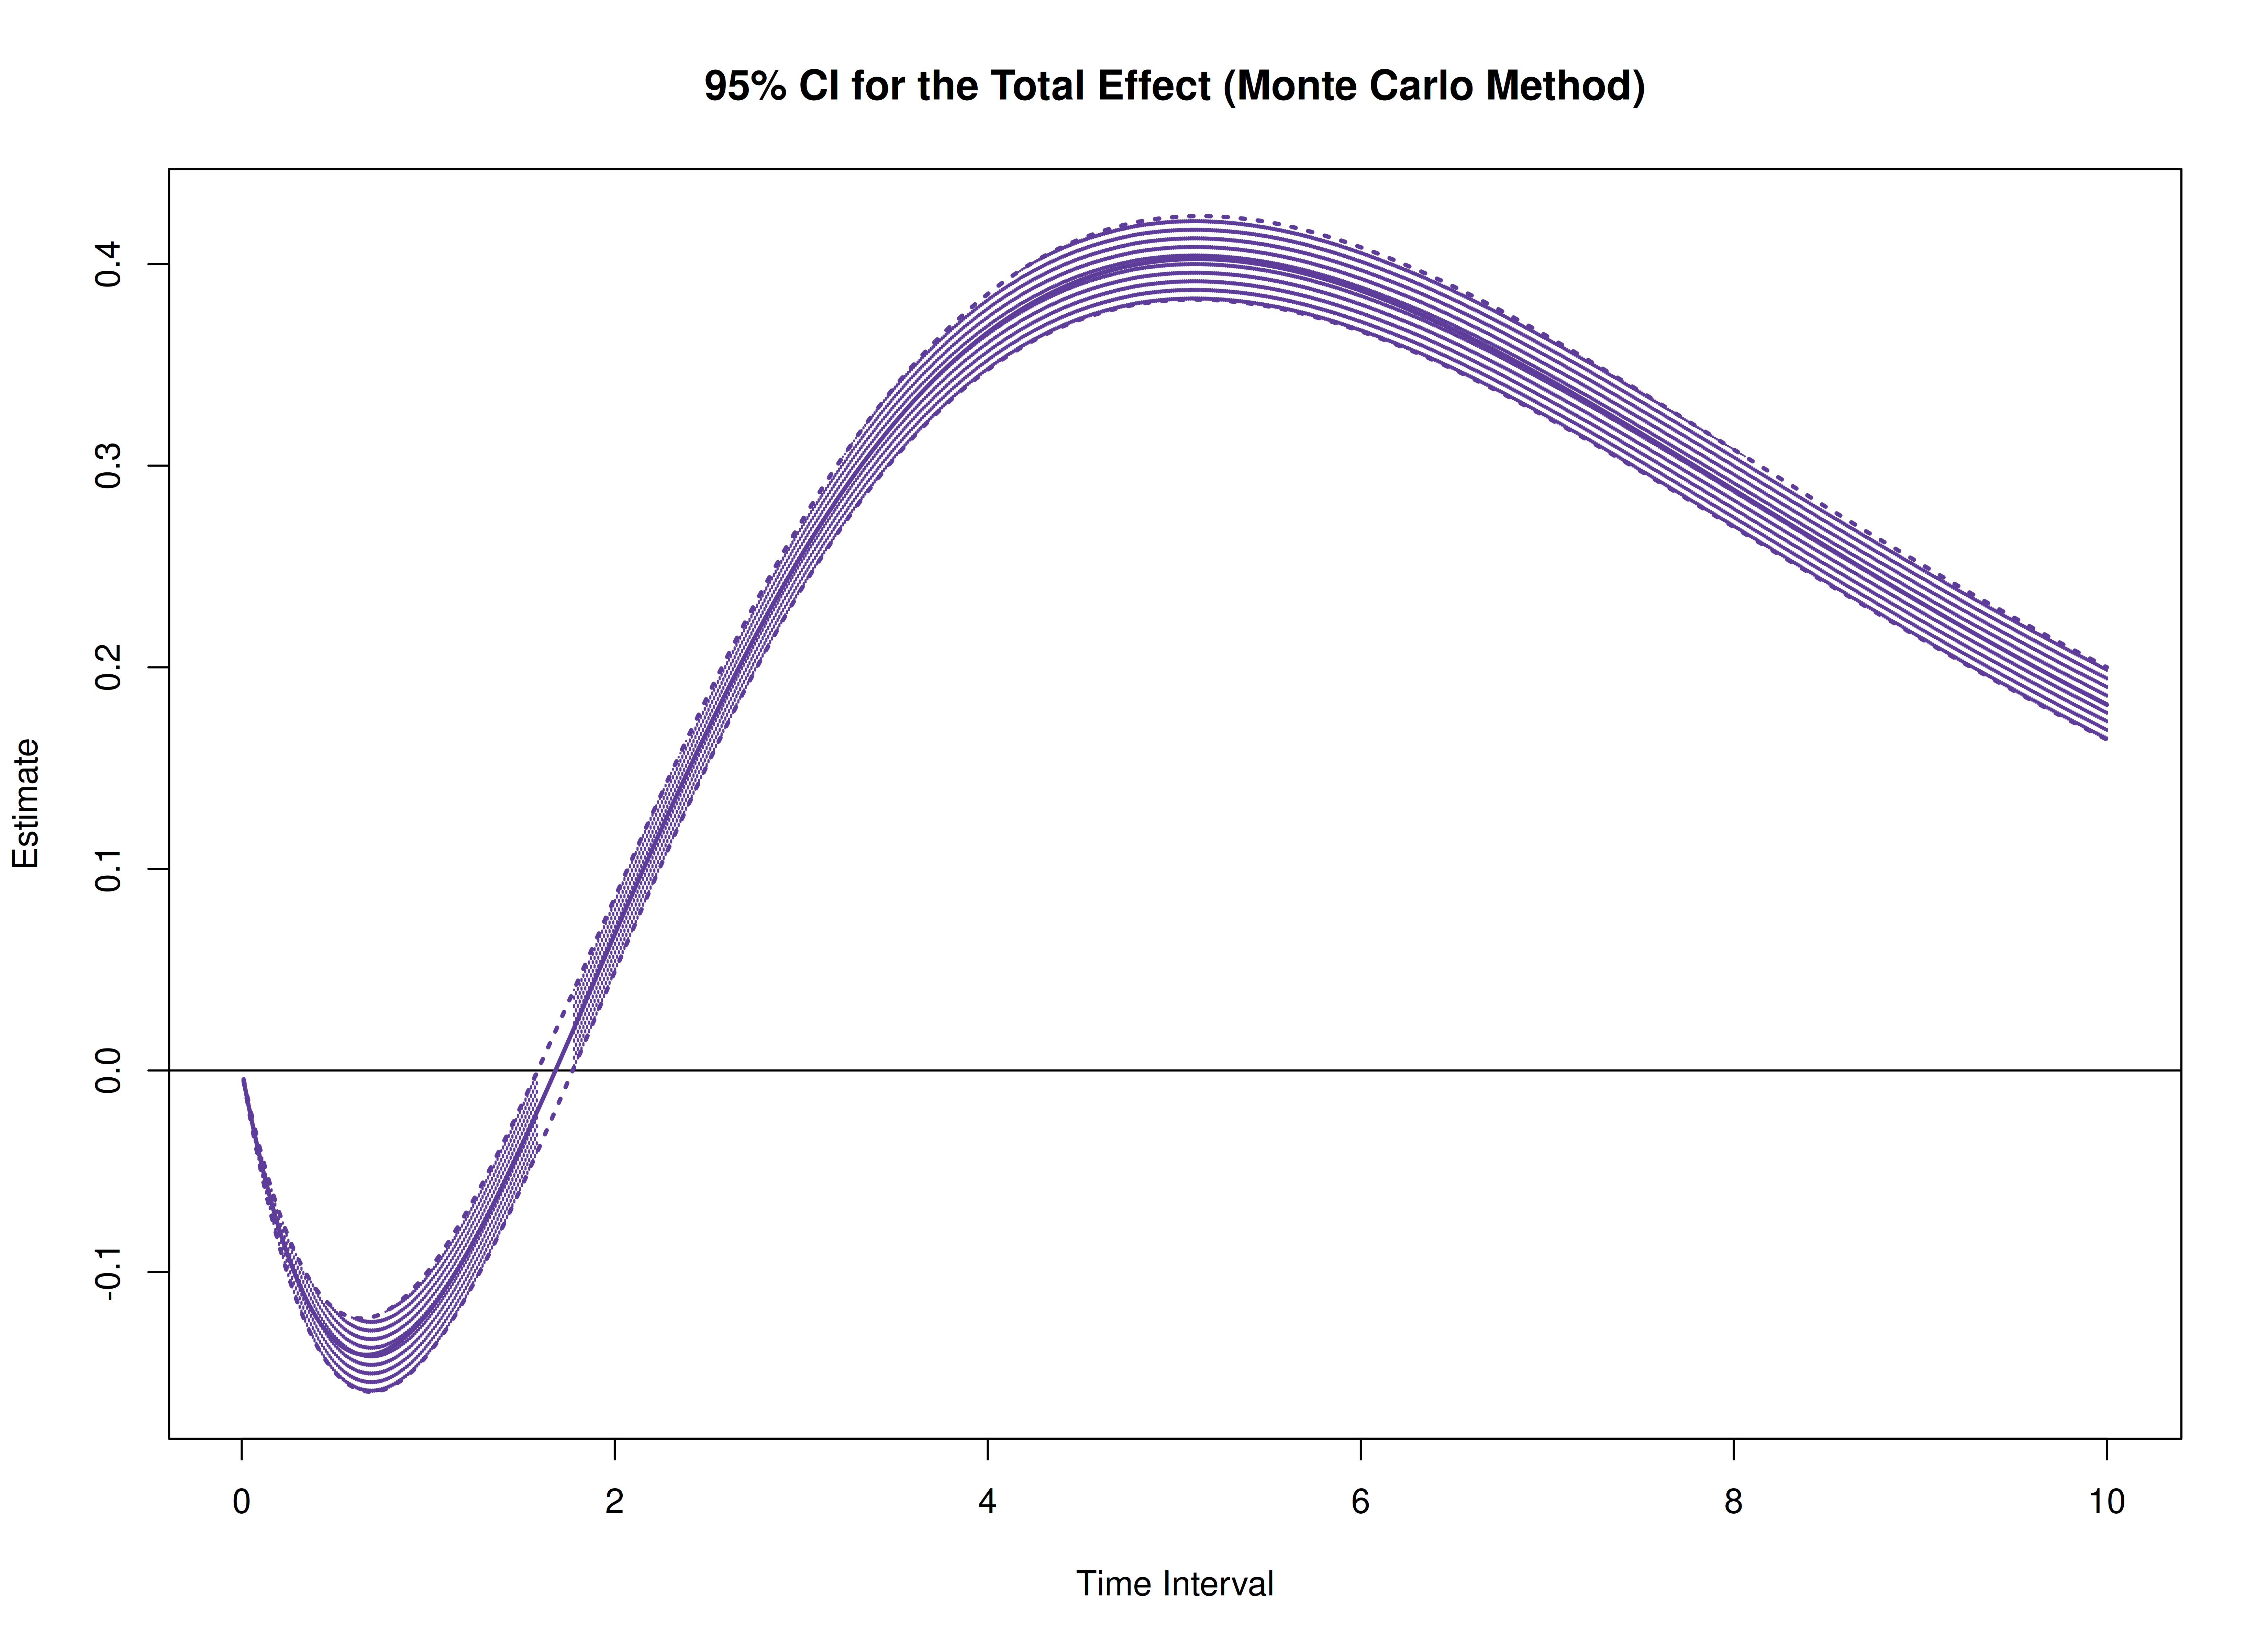 95% CI for the Total Effect (Monte Carlo Method)
Estimate
0.4
0.3
0.2
0.1
0.0
-0.1
0 2 4 6 8 10
Time Interval